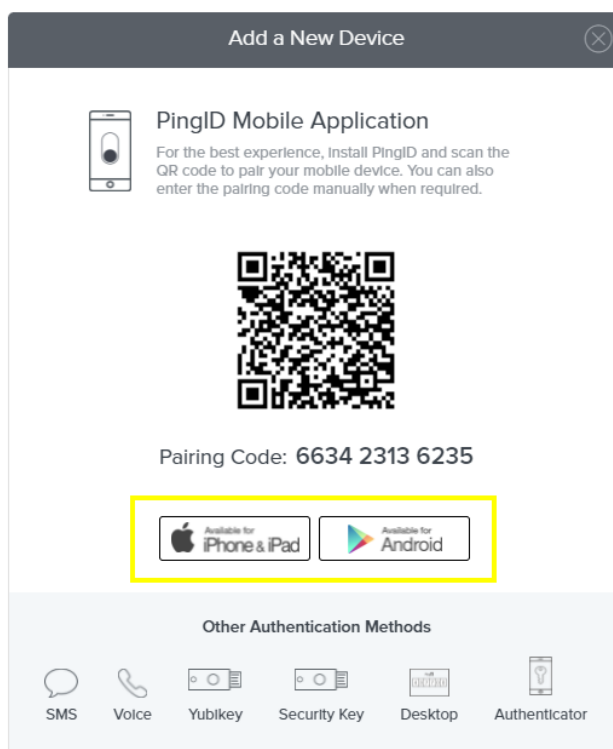 Add a New Device
PingID Mobile Application
For the best experience, install PingID and scan the
QR code to pair your mobile device. You can also
enter the pairing code manually when required.
Pairing Code: 6634 2313 6235
Available for
iPhone & iPad
Available for
Android
Other Authentication Methods
SMS Voice Yubikey Security Key Desktop Authenticator